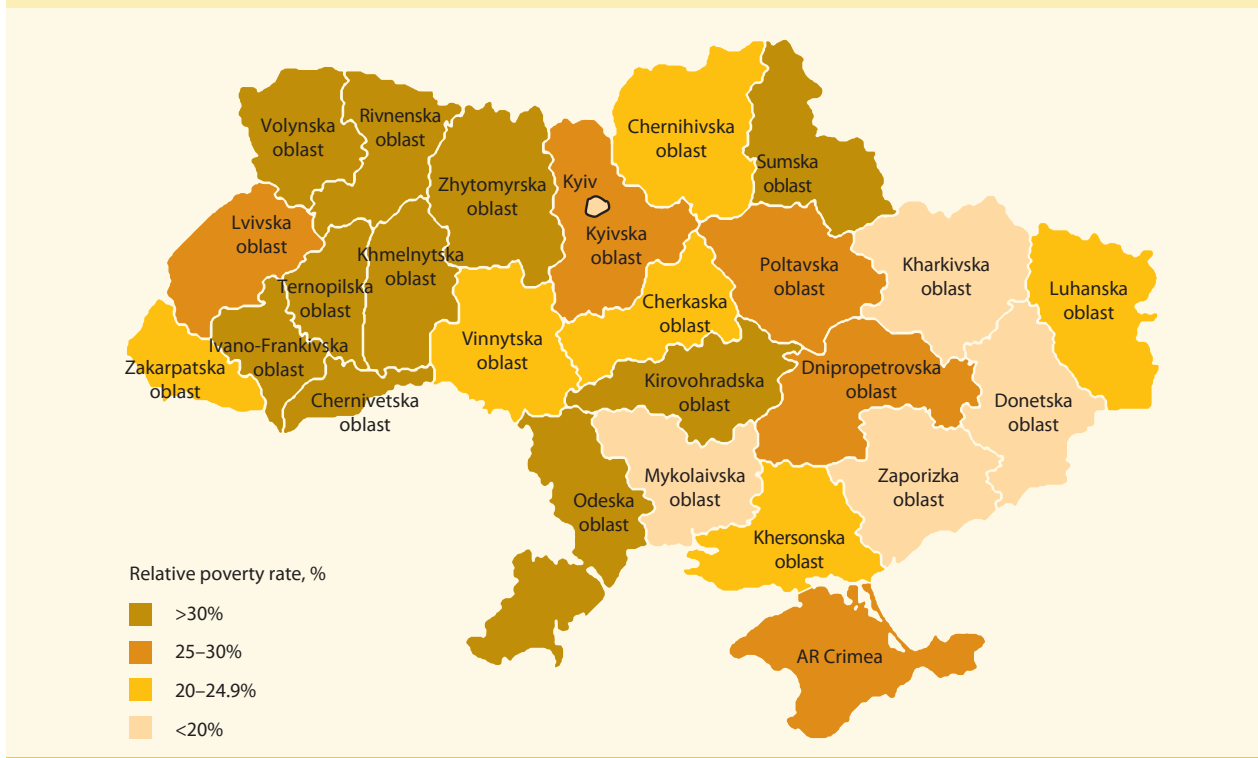 Rivnenska
oblast
Volynska
oblast
Chernihivska
oblast
Sumska
oblast
Zhytomyrska
oblast
Kyiv
Kyivska
oblast
Lvivska
oblast
Khmelnytska
oblast
Poltavska
oblast
Kharkivska
oblast
Ternopilska
oblast
Luhanska
oblast
Cherkaska
oblast
Vinnytska
oblast
Ivano-Frankivska
oblast
Zakarpatska
oblast
Dnipropetrovska
oblast
Kirovohradska
oblast
Chernivetska
oblast
Donetska
oblast
Mykolaivska
oblast
Zaporizka
oblast
Odeska
oblast
Khersonska
oblast
AR Crimea
Relative poverty rate, %
>30%
25–30%
20–24.9%
<20%